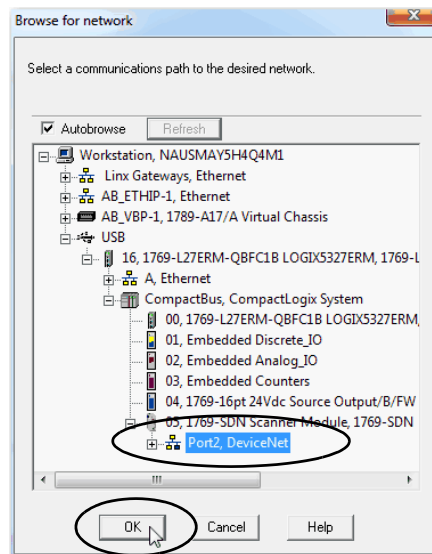 Browse for network
X
Select a communications path to the desired network.
Autobrowse
Refresh
Workstation, NAUSMAY5H4Q4M1
Linx Gateways, Ethernet
AB_ETHIP-1, Ethernet
AB_VBP-1, 1789-A17/A Virtual Chassis
USB
16, 1769-L27ERM-QBFC1B LOGIX5327ERM, 1769-L
A, Ethernet
CompactBus, CompactLogix System
00, 1769-L27ERM-QBFC1B LOGIX5327ERM,
01, Embedded Discrete_IO
02, Embedded Analog_IO
03, Embedded Counters
04, 1769-16pt 24Vdc Source Output/B/FW
05, 1769-SDN Scanner Module, 1769-SDN
Port2, DeviceNet
OK
Cancel
Help